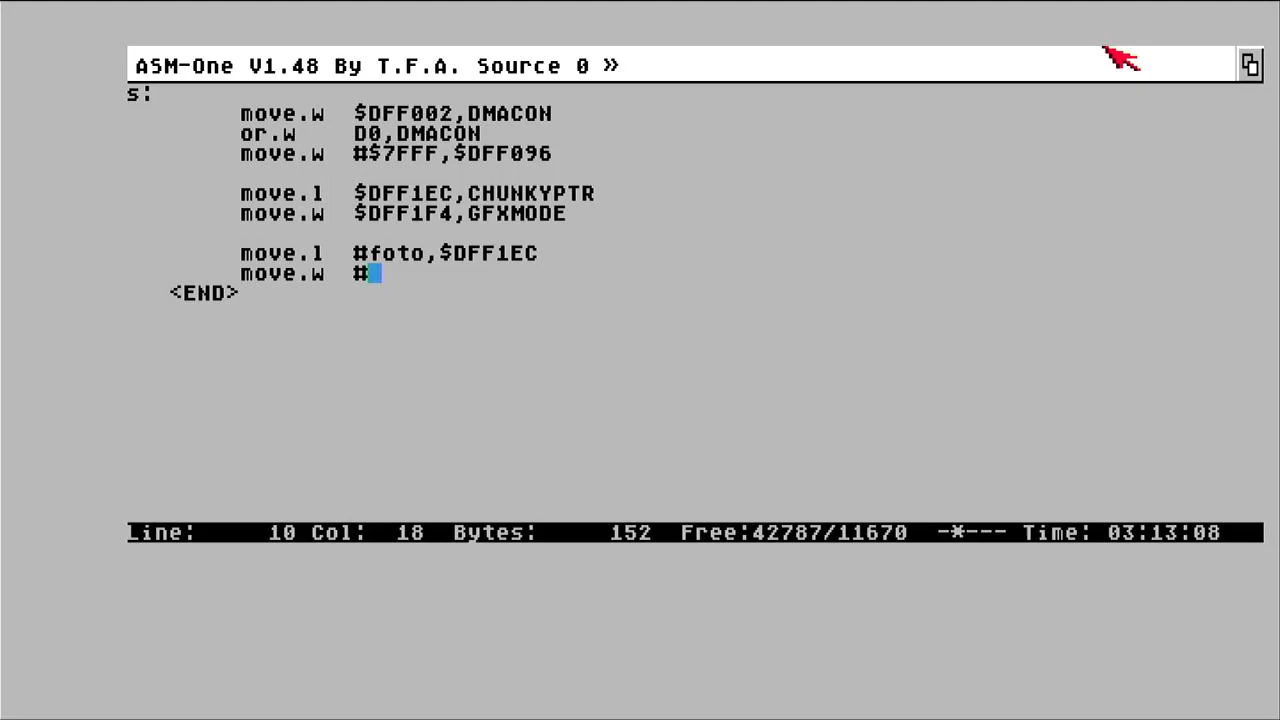 ASM-One V1.48 By T.F.A. Source 0 »
s:
move.w $DFF002,DMACON
or.w D0,DMACON
move.w #$7FFF,$DFF096
move.l $DFF1EC,CHUNKYPTR
move.w $DFF1F4,GFXMODE
move.l #foto,$DFF1EC
move.w #
<END>
Line: 10 Col: 18 Bytes: 152 Free:42787/11670 -*--- Time: 03:13:08